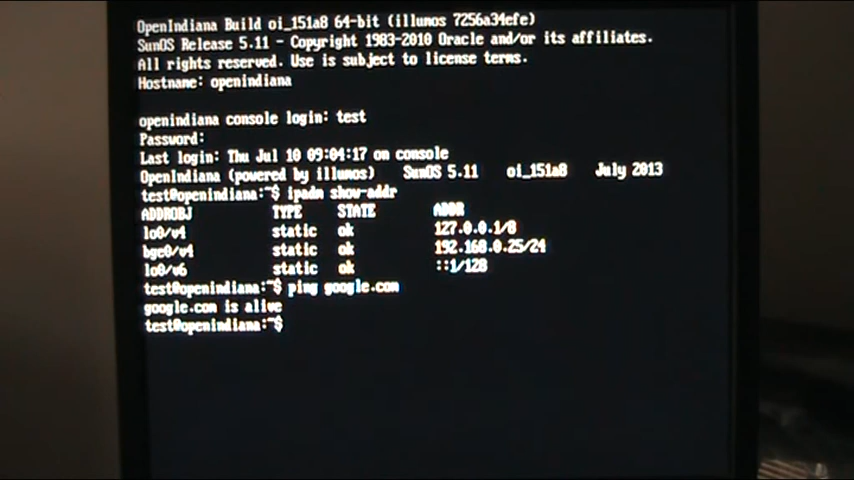 OpenIndiana Build oi_151a8 64-bit (illumos 7256a34efe)
SunOS Release 5.11 - Copyright 1983-2010 Oracle and/or its affiliates.
All rights reserved. Use is subject to license terms.
Hostname: openindiana
openindiana console login: test
Password:
Last login: Thu Jul 10 09:04:17 on console
OpenIndiana (powered by illumos) SunOS 5.11 oi_151a8 July 2013
test@openindiana:~$ ipadm show-addr
ADDROBJ TYPE STATE ADDR
lo0/v4 static ok 127.0.0.1/8
bge0/v4 static ok 192.168.0.25/24
lo0/v6 static ok ::1/128
test@openindiana:~$ ping google.com
google.com is alive
test@openindiana:~$